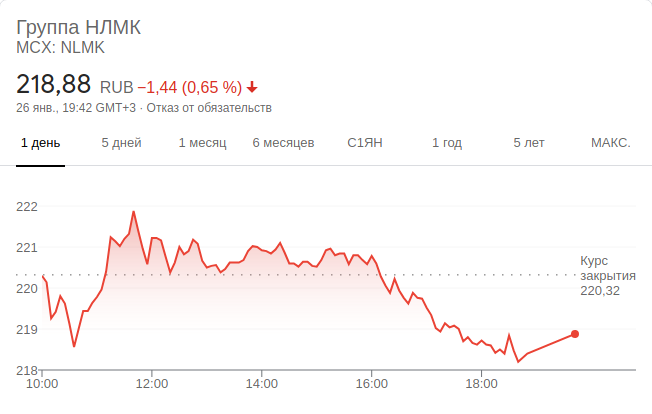 Группа НЛМК
MCX: NLMK
218,88 RUB −1,44 (0,65 %)
26 янв., 19:42 GMT+3 · Отказ от обязательств
1 день 5 дней 1 месяц 6 месяцев С1ЯН 1 год 5 лет МАКС.
222
221
Курс
закрытия
220,32
220
219
218
10:00 12:00 14:00 16:00 18:00